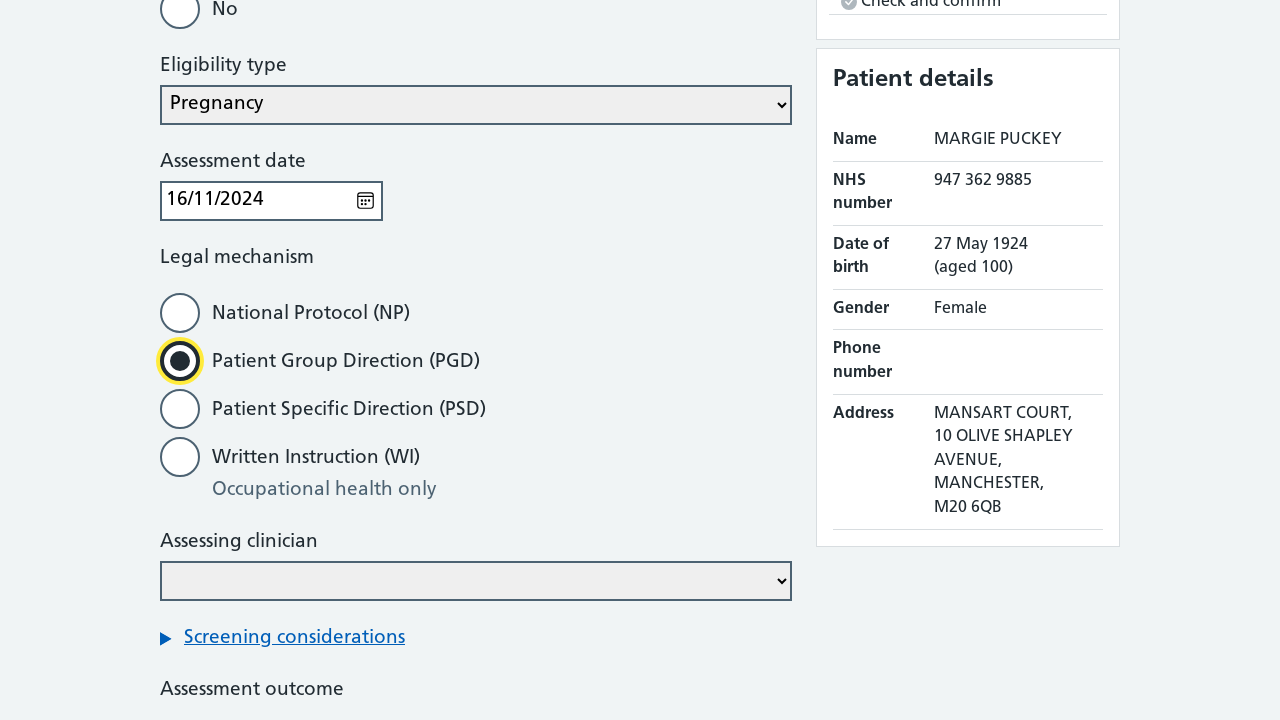 No
Eligibility type
Pregnancy
Assessment date
16/11/2024
Legal mechanism
National Protocol (NP)
Patient Group Direction (PGD)
Patient Specific Direction (PSD)
Written Instruction (WI)
Occupational health only
Assessing clinician
Screening considerations
Assessment outcome
Check and confirm
Patient details
Name MARGIE PUCKEY
NHS number 947 362 9885
Date of birth 27 May 1924 (aged 100)
Gender Female
Phone number
Address MANSART COURT,
10 OLIVE SHAPLEY
AVENUE,
MANCHESTER,
M20 6QB